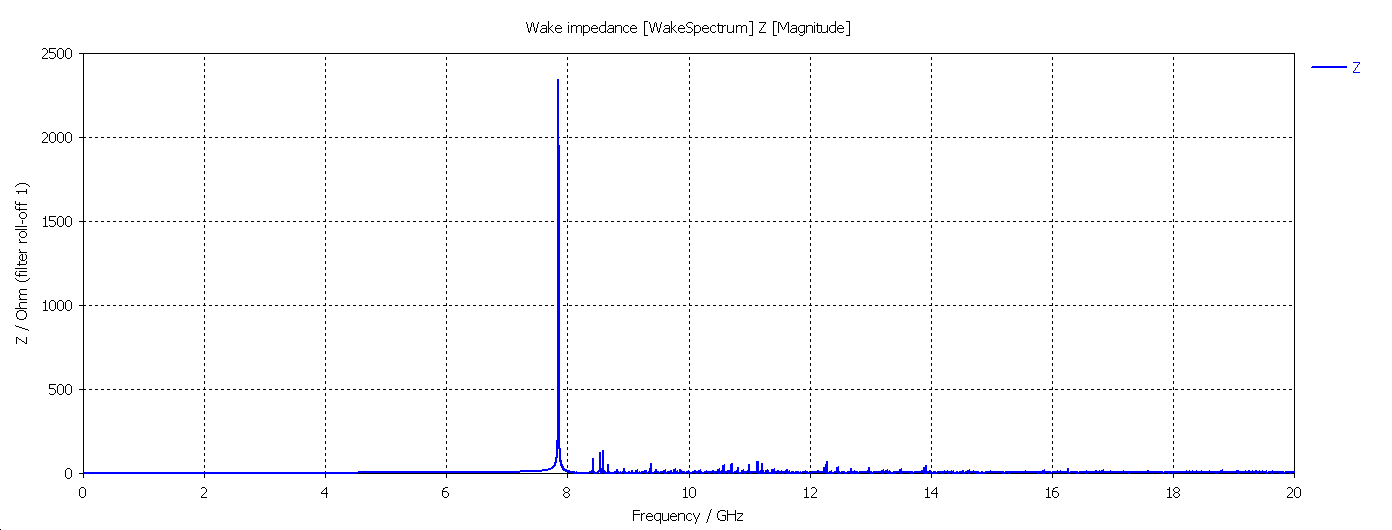 Wake impedance [WakeSpectrum] Z [Magnitude]
Z
2500
2000
1500
1000
500
0
Z / Ohm (filter roll-off 1)
0 2 4 6 8 10 12 14 16 18 20
Frequency / GHz